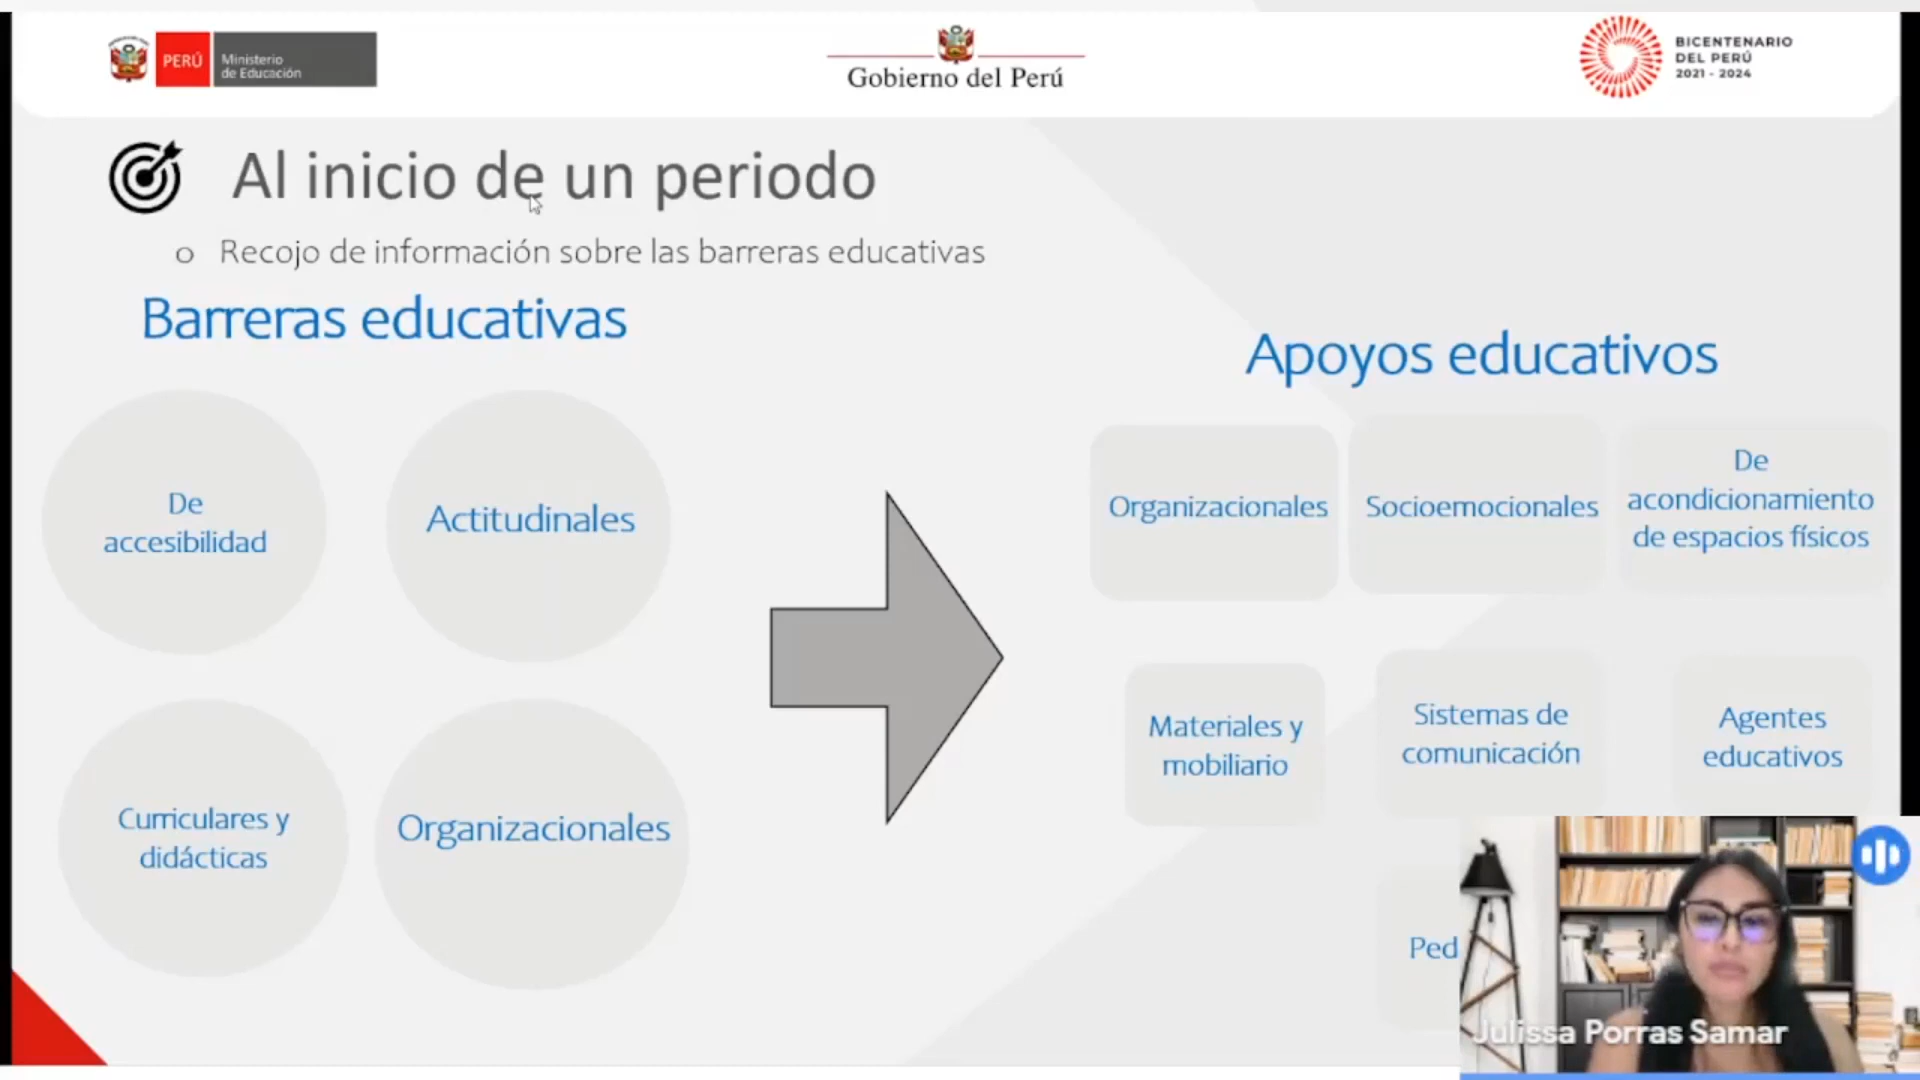 PERÚ
Ministerio
de Educación
Gobierno del Perú
BICENTENARIO
DEL PERÚ
2021 - 2024
Al inicio de un periodo
o Recojo de información sobre las barreras educativas
Barreras educativas
Apoyos educativos
De
accesibilidad
Actitudinales
Organizacionales
Socioemocionales
De
acondicionamiento
de espacios físicos
Materiales y
mobiliario
Sistemas de
comunicación
Agentes
educativos
Curriculares y
didácticas
Organizacionales
Ped
Julissa Porras Samar